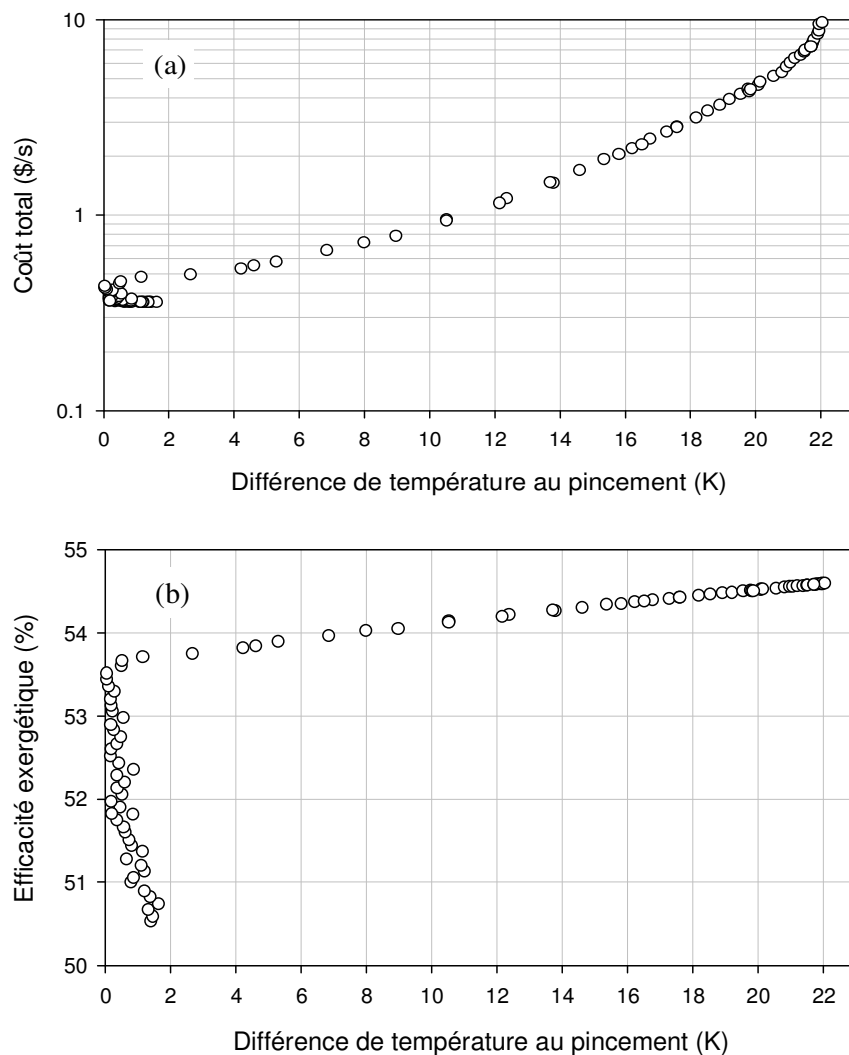 10
(a)
Coût total ($/s)
1
0.1
0 2 4 6 8 10 12 14 16 18 20 22
Différence de température au pincement (K)
55
(b)
54
Efficacité exergétique (%)
53
52
51
50
0 2 4 6 8 10 12 14 16 18 20 22
Différence de température au pincement (K)